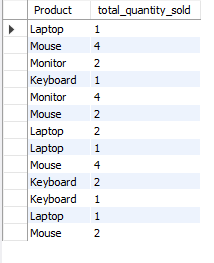 Product total_quantity_sold
Laptop 1
Mouse 4
Monitor 2
Keyboard 1
Monitor 4
Mouse 2
Laptop 2
Laptop 1
Mouse 4
Keyboard 2
Keyboard 1
Laptop 1
Mouse 2